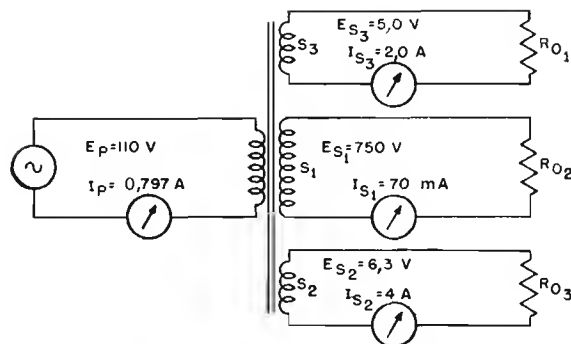 E_S3=5,0 V
S3
I_S3=2,0 A
R_O1
E_P=110 V
I_P= 0,797 A
E_S1=750 V
S1
I_S1=70 mA
R_O2
E_S2=6,3 V
S2
I_S2=4 A
R_O3
~